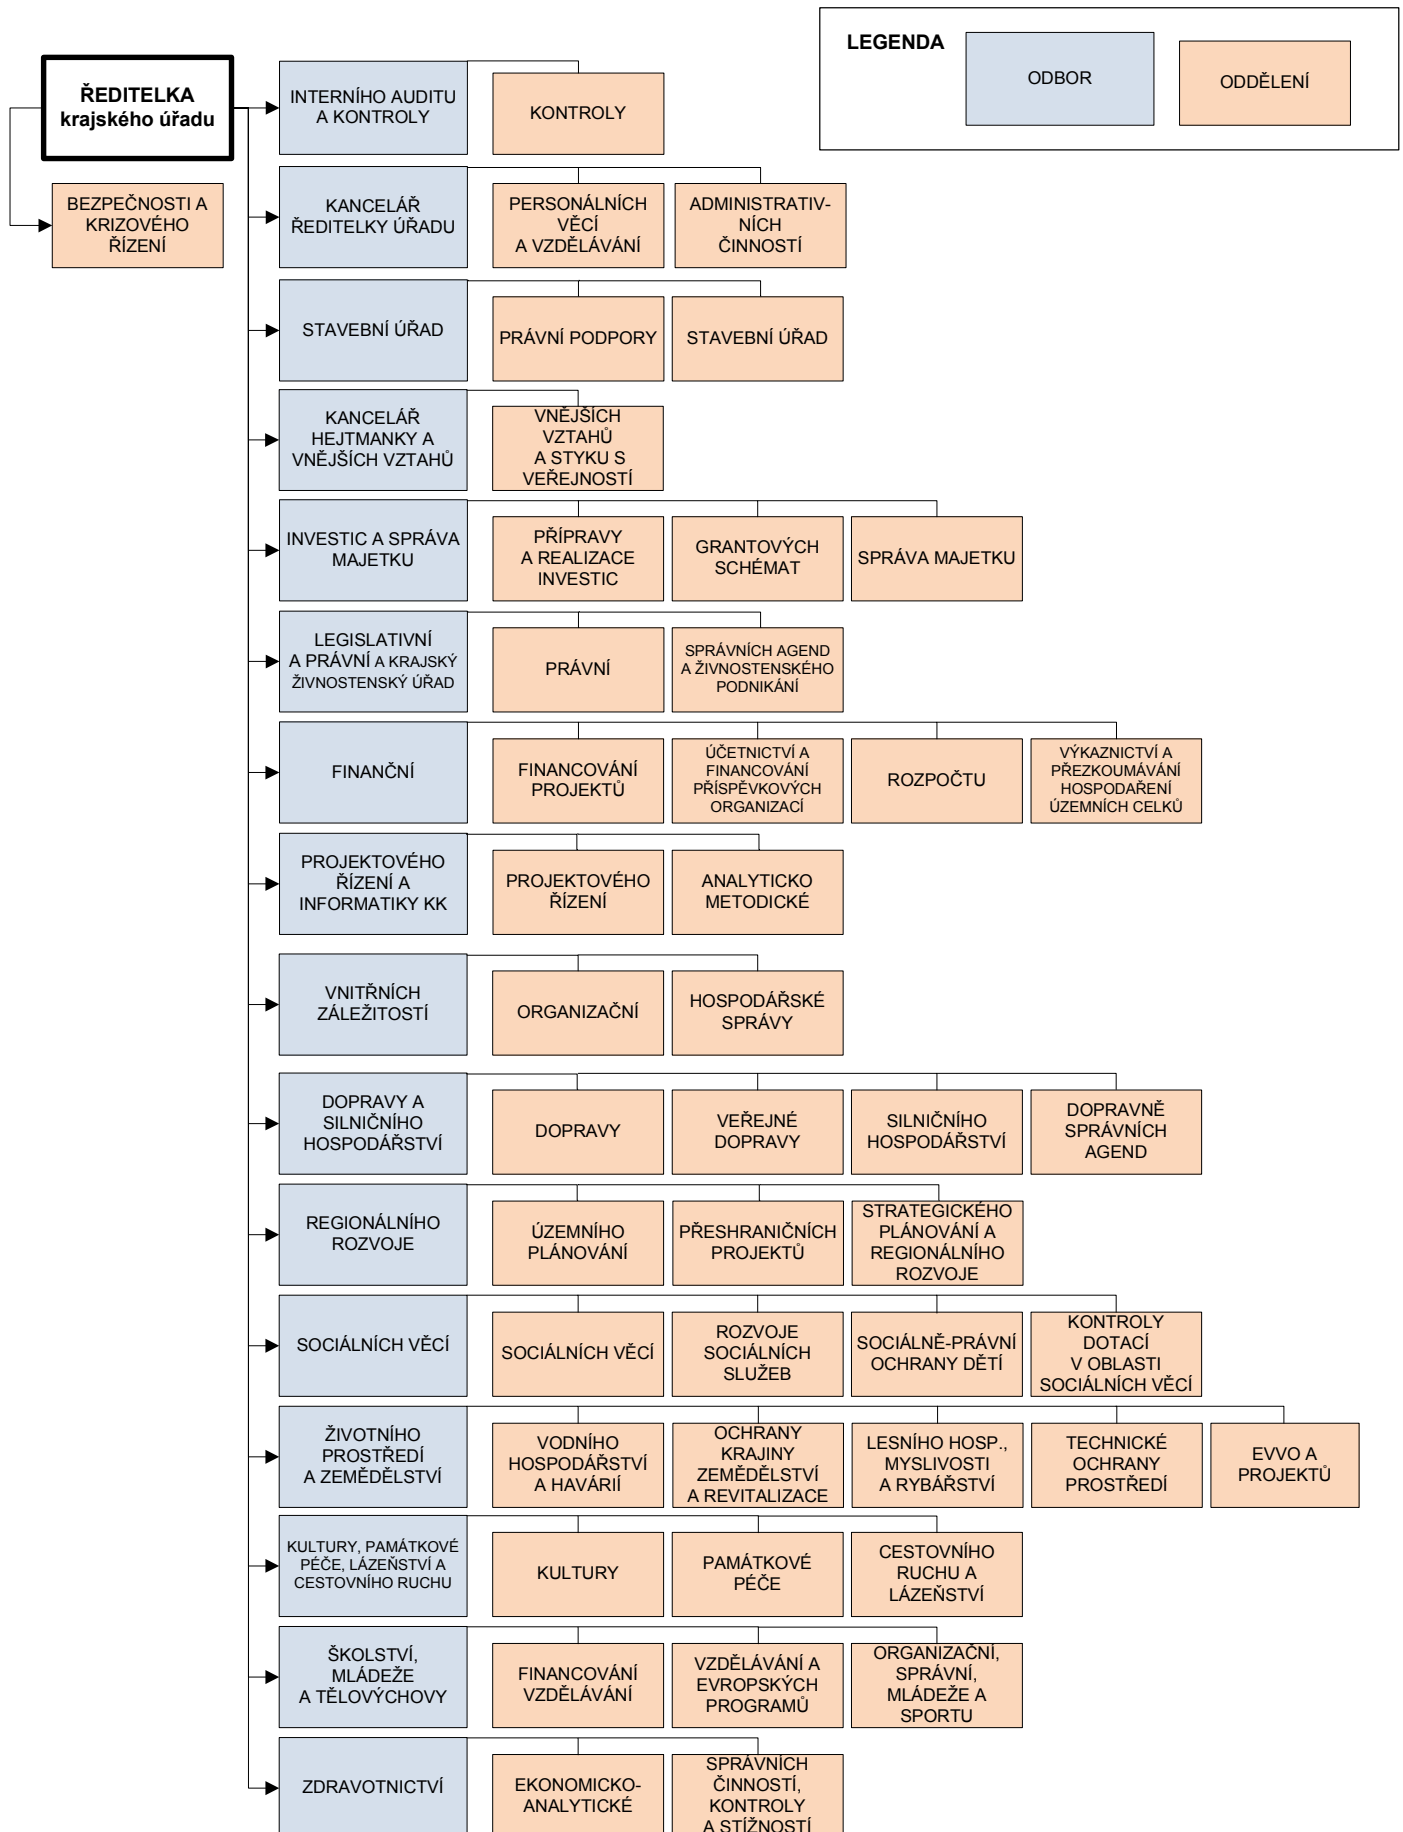 LEGENDA
ODBOR
ODDĚLENÍ
ŘEDITELKA
krajského úřadu
BEZPEČNOSTI A
KRIZOVÉHO
ŘÍZENÍ
INTERNÍHO AUDITU
A KONTROLY
KONTROLY
KANCELÁŘ
ŘEDITELKY ÚŘADU
PERSONÁLNÍCH
VĚCÍ
A VZDĚLÁVÁNÍ
ADMINISTRATIV-
NÍCH
ČINNOSTÍ
STAVEBNÍ ÚŘAD
PRÁVNÍ PODPORY
STAVEBNÍ ÚŘAD
KANCELÁŘ
HEJTMANKY A
VNĚJŠÍCH VZTAHŮ
VNĚJŠÍCH
VZTAHŮ
A STYKU S
VEŘEJNOSTÍ
INVESTIC A SPRÁVA
MAJETKU
PŘÍPRAVY
A REALIZACE
INVESTIC
GRANTOVÝCH
SCHÉMAT
SPRÁVA MAJETKU
LEGISLATIVNÍ
A PRÁVNÍ A KRAJSKÝ
ŽIVNOSTENSKÝ ÚŘAD
PRÁVNÍ
SPRÁVNÍCH AGEND
A ŽIVNOSTENSKÉHO
PODNIKÁNÍ
FINANČNÍ
FINANCOVÁNÍ
PROJEKTŮ
ÚČETNICTVÍ A
FINANCOVÁNÍ
PŘÍSPĚVKOVÝCH
ORGANIZACÍ
ROZPOČTU
VÝKAZNICTVÍ A
PŘEZKOUMÁVÁNÍ
HOSPODAŘENÍ
ÚZEMNÍCH CELKŮ
PROJEKTOVÉHO
ŘÍZENÍ A
INFORMATIKY KK
PROJEKTOVÉHO
ŘÍZENÍ
ANALYTICKO
METODICKÉ
VNITŘNÍCH
ZÁLEŽITOSTÍ
ORGANIZAČNÍ
HOSPODÁŘSKÉ
SPRÁVY
DOPRAVY A
SILNIČNÍHO
HOSPODÁŘSTVÍ
DOPRAVY
VEŘEJNÉ
DOPRAVY
SILNIČNÍHO
HOSPODÁŘSTVÍ
DOPRAVNĚ
SPRÁVNÍCH
AGEND
REGIONÁLNÍHO
ROZVOJE
ÚZEMNÍHO
PLÁNOVÁNÍ
PŘESHRANIČNÍCH
PROJEKTŮ
STRATEGICKÉHO
PLÁNOVÁNÍ A
REGIONÁLNÍHO
ROZVOJE
SOCIÁLNÍCH VĚCÍ
SOCIÁLNÍCH VĚCÍ
ROZVOJE
SOCIÁLNÍCH
SLUŽEB
SOCIÁLNĚ-PRÁVNÍ
OCHRANY DĚTÍ
KONTROLY
DOTACÍ
V OBLASTI
SOCIÁLNÍCH VĚCÍ
ŽIVOTNÍHO
PROSTŘEDÍ
A ZEMĚDĚLSTVÍ
VODNÍHO
HOSPODÁŘSTVÍ
A HAVÁRIÍ
OCHRANY
KRAJINY
ZEMĚDĚLSTVÍ
A REVITALIZACE
LESNÍHO HOSP.,
MYSLIVOSTI
A RYBÁŘSTVÍ
TECHNICKÉ
OCHRANY
PROSTŘEDÍ
EVVO A
PROJEKTŮ
KULTURY, PAMÁTKOVÉ
PÉČE, LÁZEŇSTVÍ A
CESTOVNÍHO RUCHU
KULTURY
PAMÁTKOVÉ
PÉČE
CESTOVNÍHO
RUCHU A
LÁZEŇSTVÍ
ŠKOLSTVÍ,
MLÁDEŽE
A TĚLOVÝCHOVY
FINANCOVÁNÍ
VZDĚLÁVÁNÍ
VZDĚLÁVÁNÍ A
EVROPSKÝCH
PROGRAMŮ
ORGANIZAČNÍ,
SPRÁVNÍ,
MLÁDEŽE A
SPORTU
ZDRAVOTNICTVÍ
EKONOMICKO-
ANALYTICKÉ
SPRÁVNÍCH
ČINNOSTÍ,
KONTROLY
A STÍŽNOSTÍ